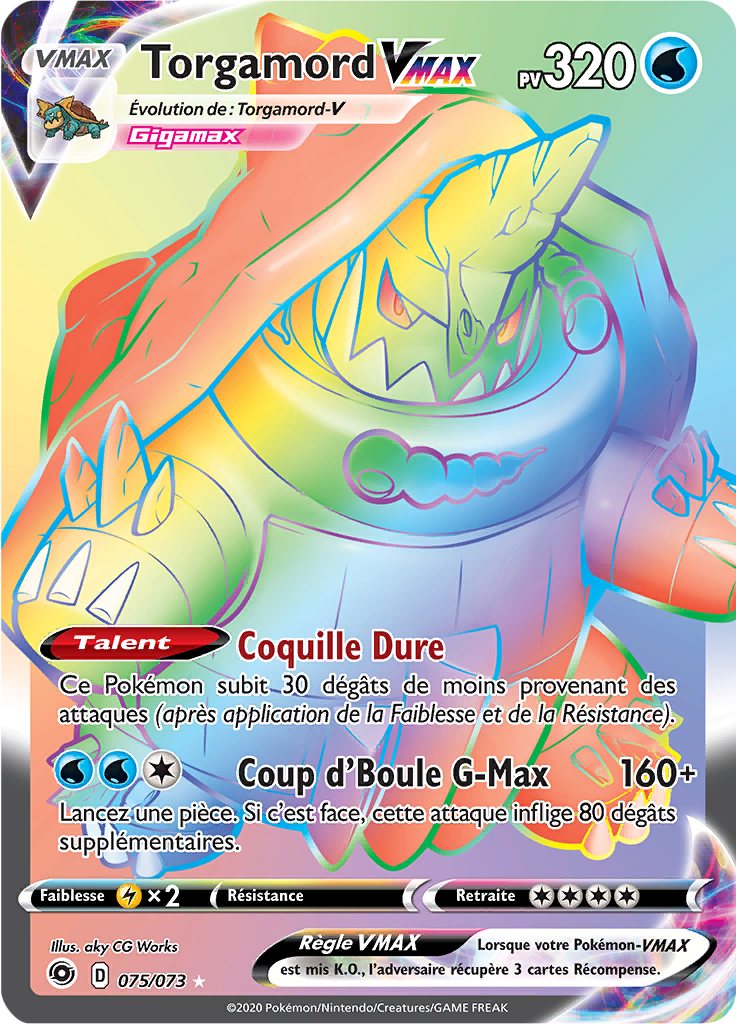 VMAX
Torgamord VMAX
PV 320
Évolution de : Torgamord-V
Gigamax
Talent Coquille Dure
Ce Pokémon subit 30 dégâts de moins provenant des
attaques (après application de la Faiblesse et de la Résistance).
Coup d'Boule G-Max 160+
Lancez une pièce. Si c'est face, cette attaque inflige 80 dégâts
supplémentaires.
Faiblesse ×2 Résistance Retraite
Illus. aky CG Works
Règle VMAX Lorsque votre Pokémon-VMAX
est mis K.O., l'adversaire récupère 3 cartes Récompense.
D 075/073
©2020 Pokémon/Nintendo/Creatures/GAME FREAK